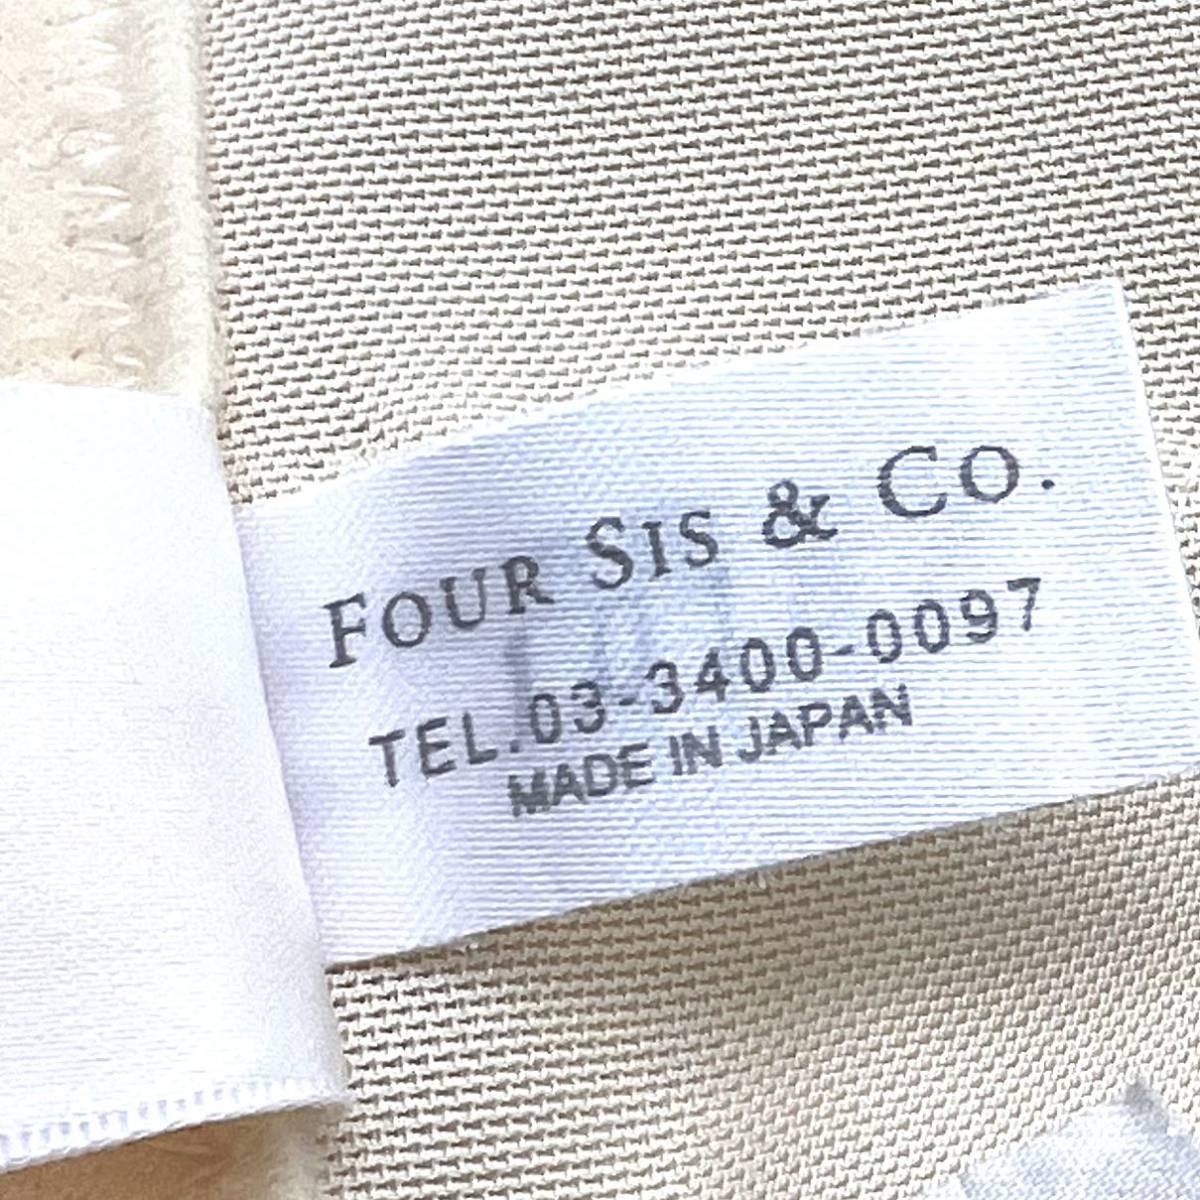 FOUR SIS & CO.
TEL.03-3400-0097
MADE IN JAPAN